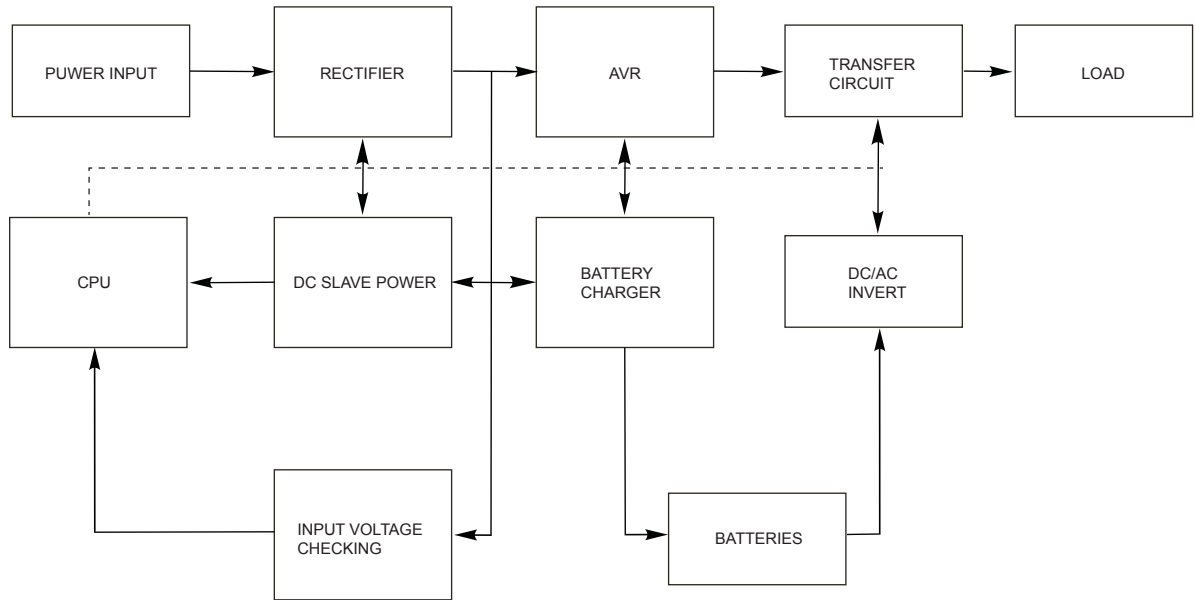 PUWER INPUT
RECTIFIER
AVR
TRANSFER
CIRCUIT
LOAD
CPU
DC SLAVE POWER
BATTERY
CHARGER
DC/AC
INVERT
INPUT VOLTAGE
CHECKING
BATTERIES